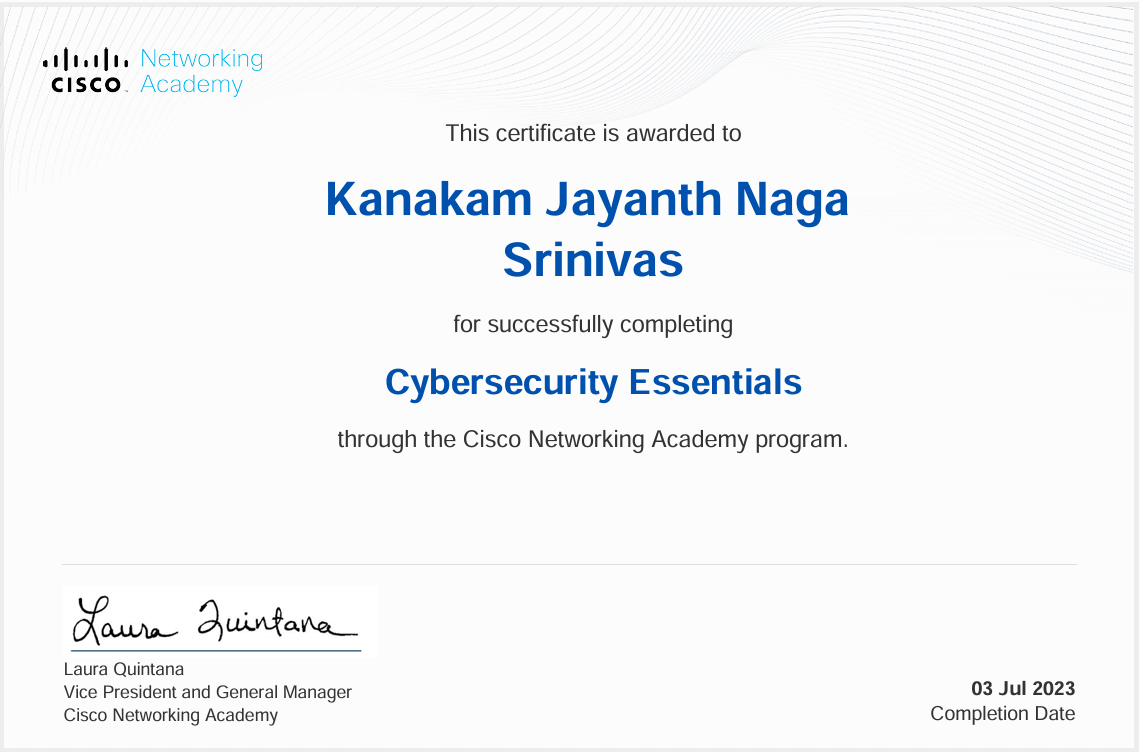 CISCO Networking
Academy
This certificate is awarded to
Kanakam Jayanth Naga
Srinivas
for successfully completing
Cybersecurity Essentials
through the Cisco Networking Academy program.
Laura Quintana
Laura Quintana
Vice President and General Manager
Cisco Networking Academy
03 Jul 2023
Completion Date